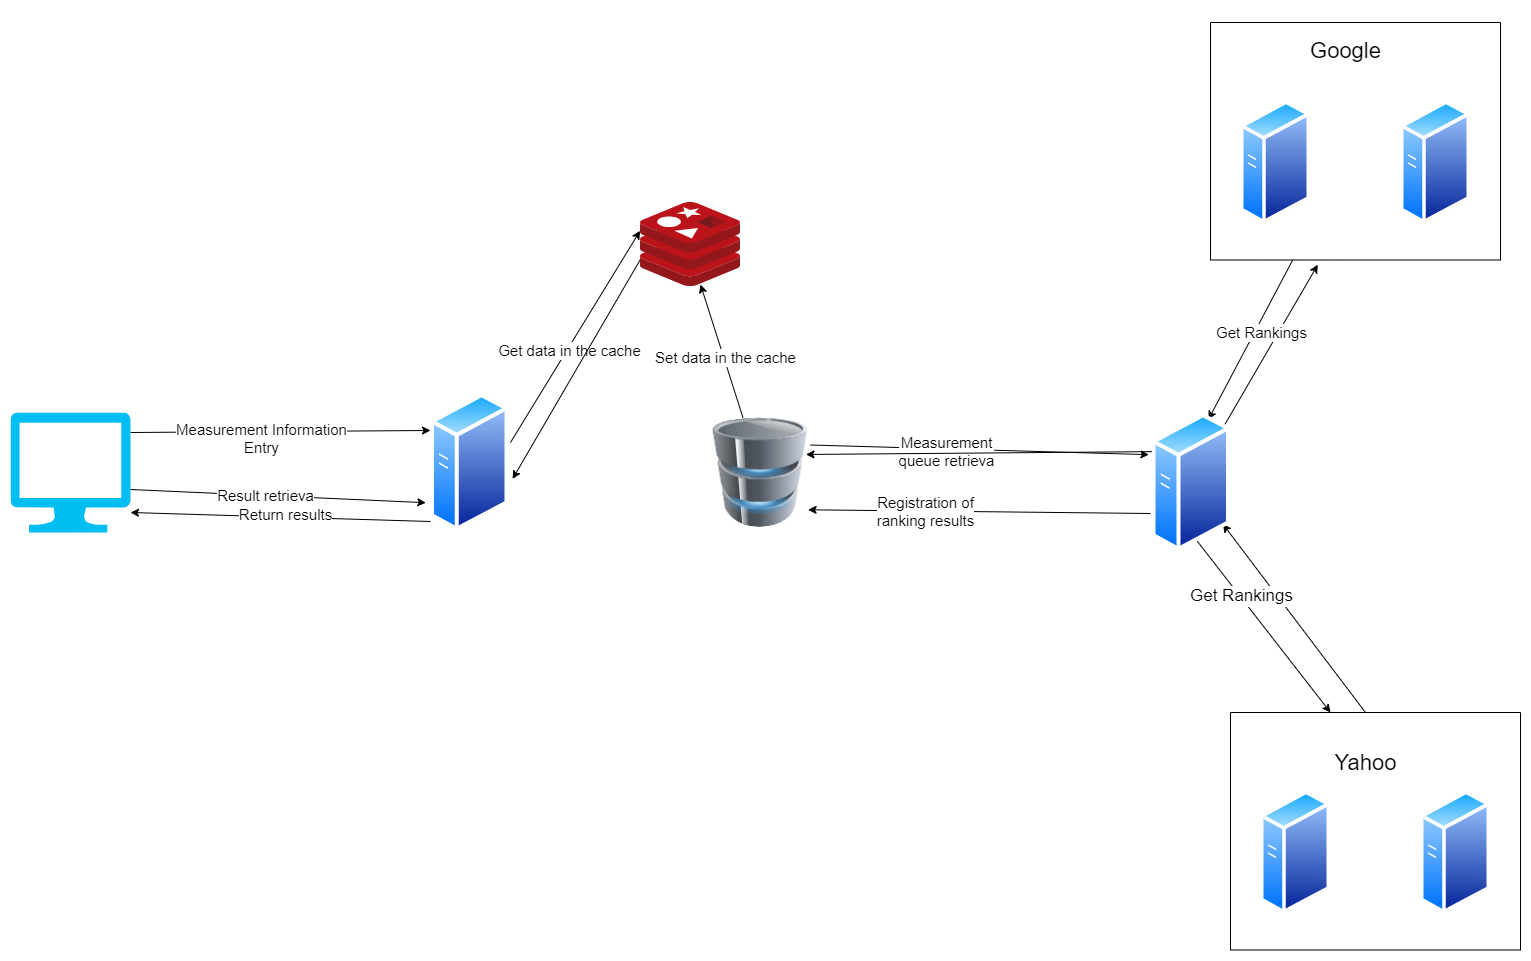 Google
Get Rankings
Get data in the cache
Set data in the cache
Measurement Information
Entry
Measurement
queue retrieva
Result retrieva
Return results
Registration of
ranking results
Get Rankings
Yahoo